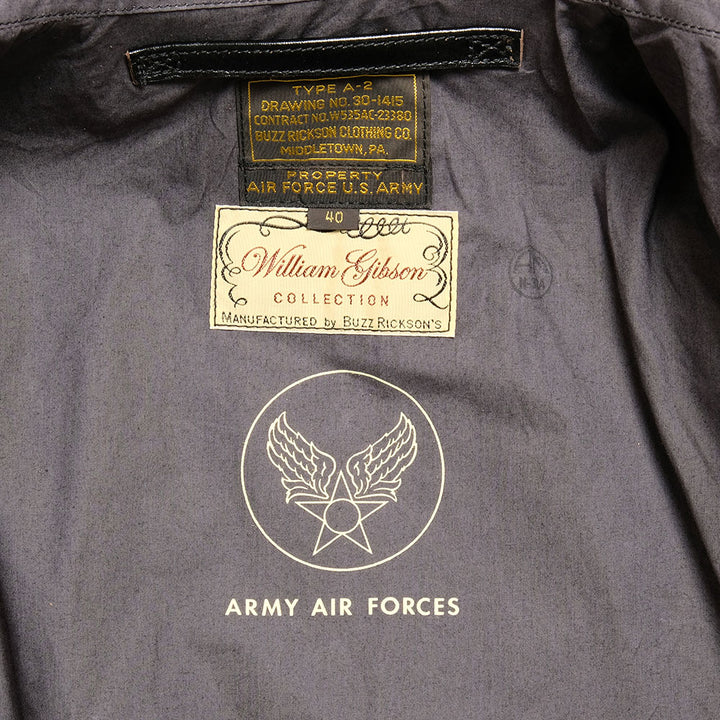 TYPE A-2
DRAWING NO. 30-1415
CONTRACT NO. W535AC-23380
BUZZ RICKSON CLOTHING CO.
MIDDLETOWN, PA.
PROPERTY
AIR FORCE U.S. ARMY
40
William Gibson
COLLECTION
MANUFACTURED by BUZZ RICKSON'S
ARMY AIR FORCES